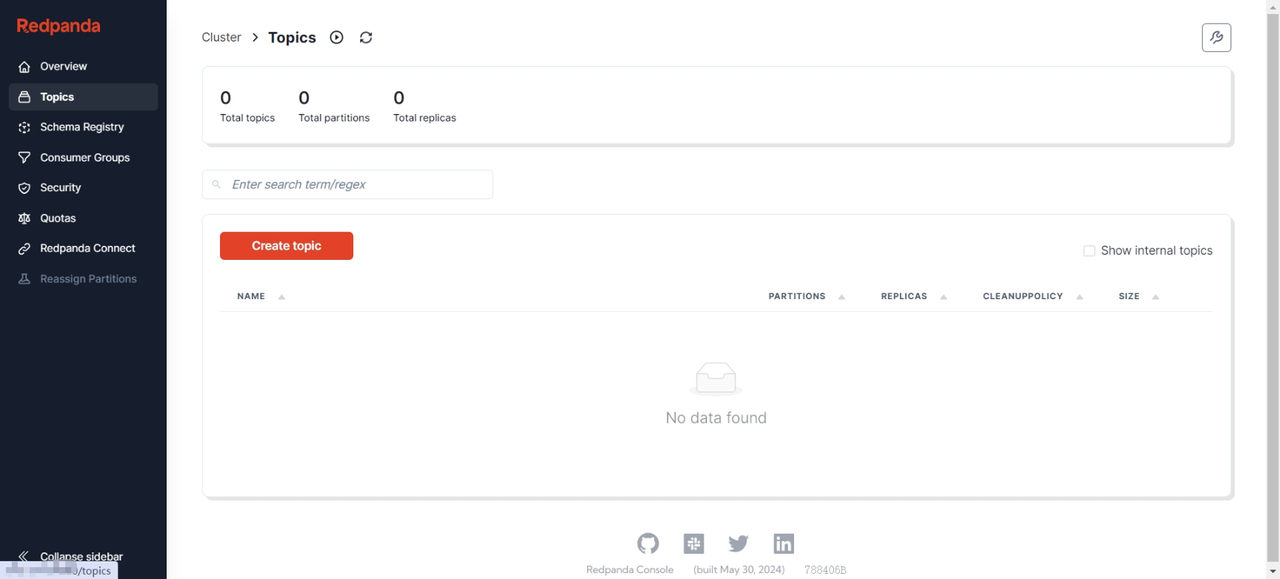 Redpanda
Overview
Topics
Schema Registry
Consumer Groups
Security
Quotas
Redpanda Connect
Reassign Partitions
Collapse sidebar
/topics
Cluster > Topics
0 0 0
Total topics Total partitions Total replicas
Enter search term/regex
Create topic
Show internal topics
NAME PARTITIONS REPLICAS CLEANUPPOLICY SIZE
No data found
Redpanda Console (built May 30, 2024) 788406B